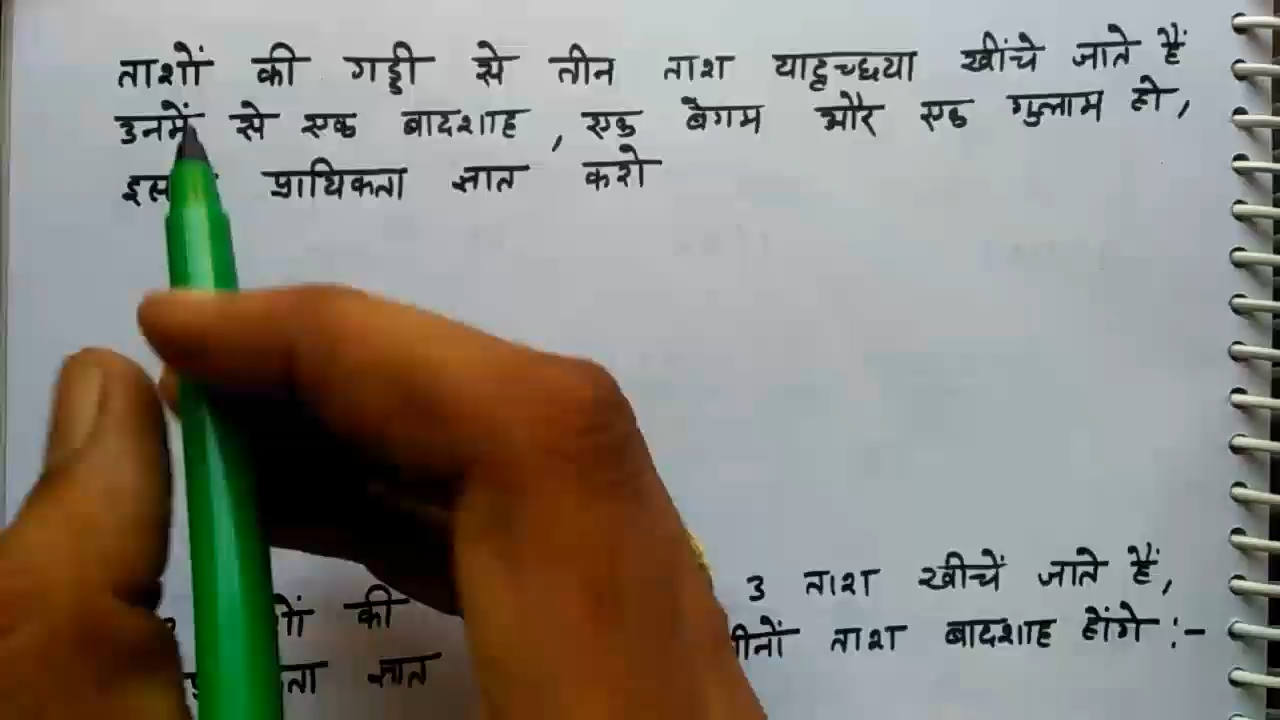 ताशों की गड्डी से तीन ताश यादृच्छया खींचे जाते हैं
उनमें से एक बादशाह, एक बेगम और एक गुलाम हो,
प्रायिकता ज्ञात करो
की 3 ताश खीचें जाते हैं,
ताश बादशाह होंगे :-
ज्ञात